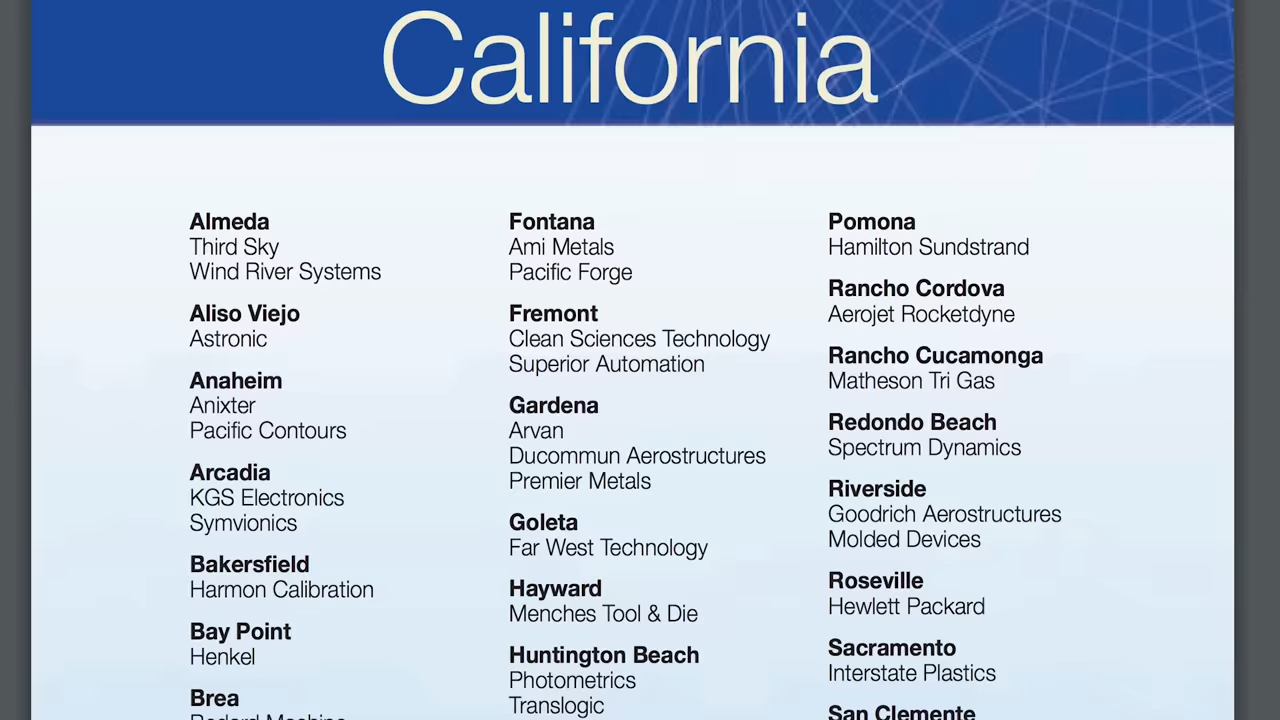 California
Almeda
Third Sky
Wind River Systems
Aliso Viejo
Astronic
Anaheim
Anixter
Pacific Contours
Arcadia
KGS Electronics
Symvionics
Bakersfield
Harmon Calibration
Bay Point
Henkel
Brea
Fontana
Ami Metals
Pacific Forge
Fremont
Clean Sciences Technology
Superior Automation
Gardena
Arvan
Ducommun Aerostructures
Premier Metals
Goleta
Far West Technology
Hayward
Menches Tool & Die
Huntington Beach
Photometrics
Translogic
Pomona
Hamilton Sundstrand
Rancho Cordova
Aerojet Rocketdyne
Rancho Cucamonga
Matheson Tri Gas
Redondo Beach
Spectrum Dynamics
Riverside
Goodrich Aerostructures
Molded Devices
Roseville
Hewlett Packard
Sacramento
Interstate Plastics
San Clemente